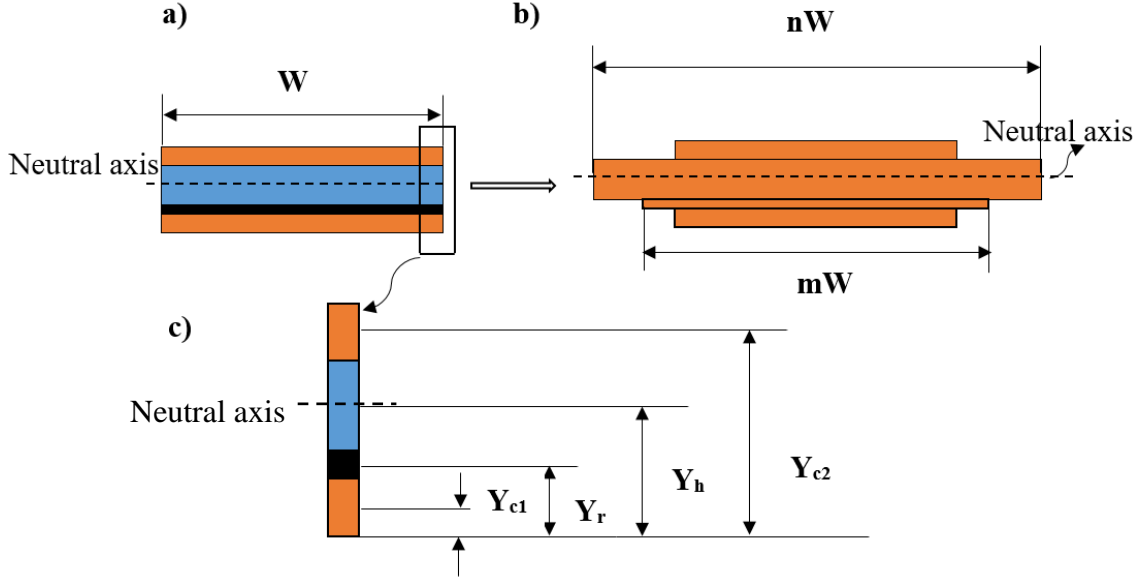 a)
b)
nW
W
Neutral axis
Neutral axis
mW
c)
Neutral axis
Yc1
Yr
Yh
Yc2